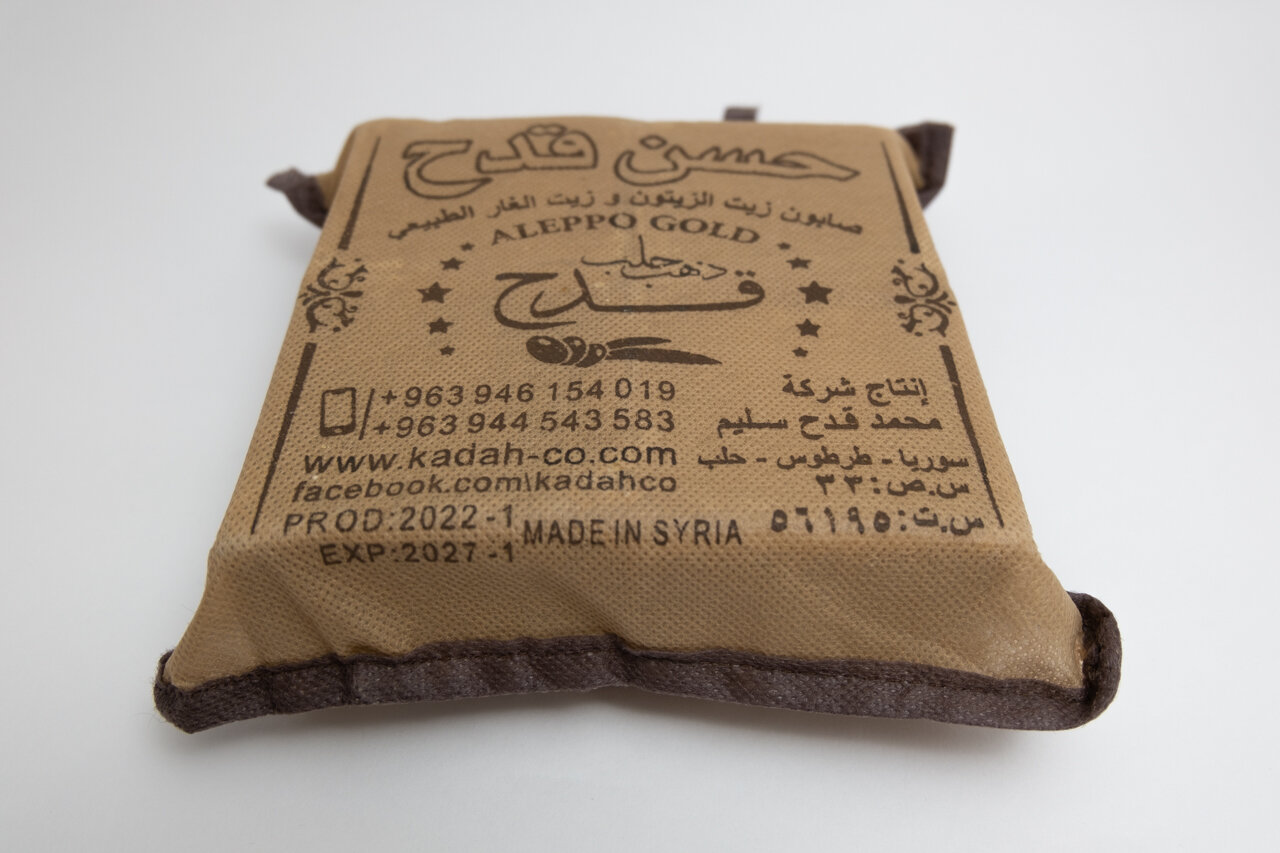 حسن قدح
صابون زيت الزيتون و زيت الغار الطبيعي
ALEPPO GOLD
ذهب حلب
قدح
+963 946 154 019
+963 944 543 583
www.kadah-co.com
facebook.com\kadahco
PROD:2022-1
EXP:2027-1
MADE IN SYRIA
إنتاج شركة
محمد قدح سليم
سوريا - طرطوس - حلب
س.ص: ٣٣
س.ت: ٥٦١٩٥